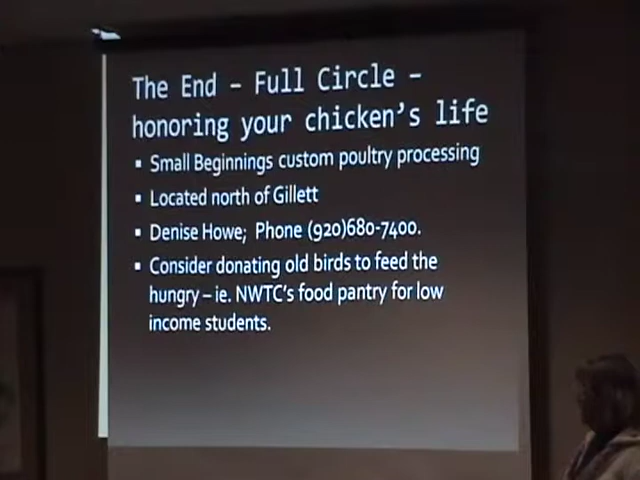 The End – Full Circle –
honoring your chicken's life
▪ Small Beginnings custom poultry processing
▪ Located north of Gillett
▪ Denise Howe; Phone (920)680-7400.
▪ Consider donating old birds to feed the
hungry – ie. NWTC's food pantry for low
income students.